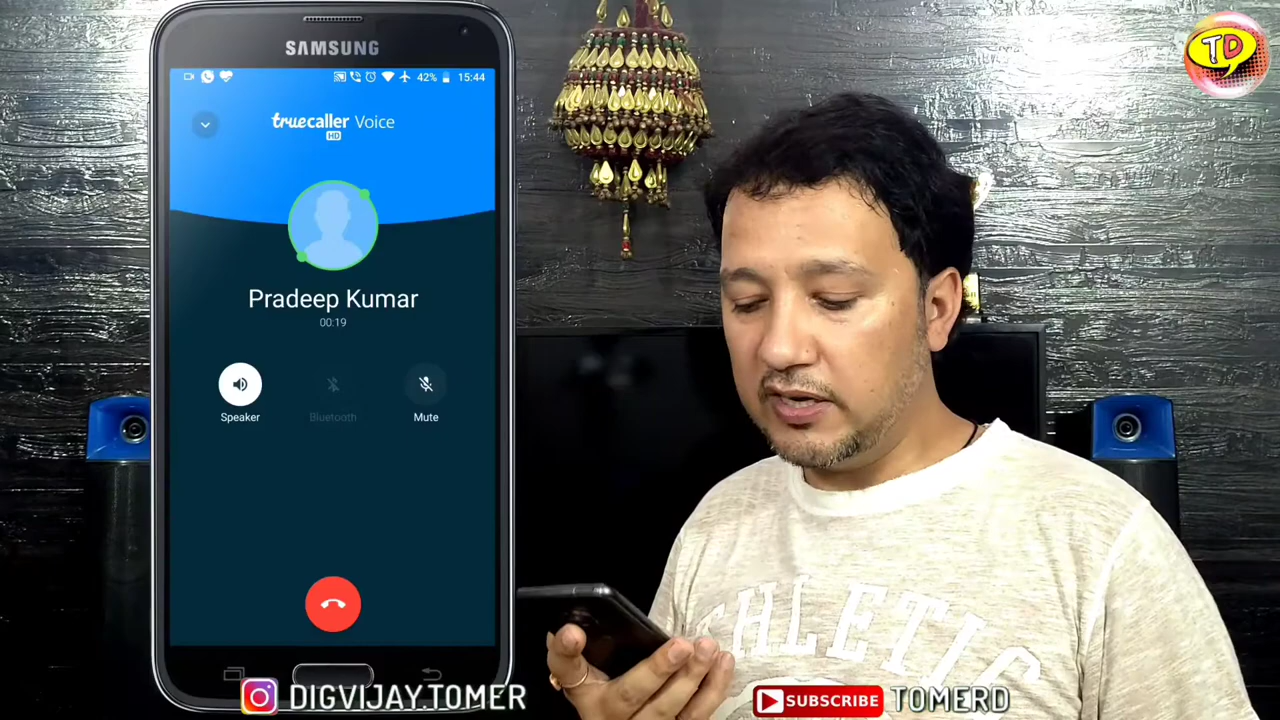 SAMSUNG
42% 15:44
truecaller Voice
HD
Pradeep Kumar
00:19
Speaker
Bluetooth
Mute
TD
THLETIC
DIGVIJAY.TOMER
SUBSCRIBE TOMERD